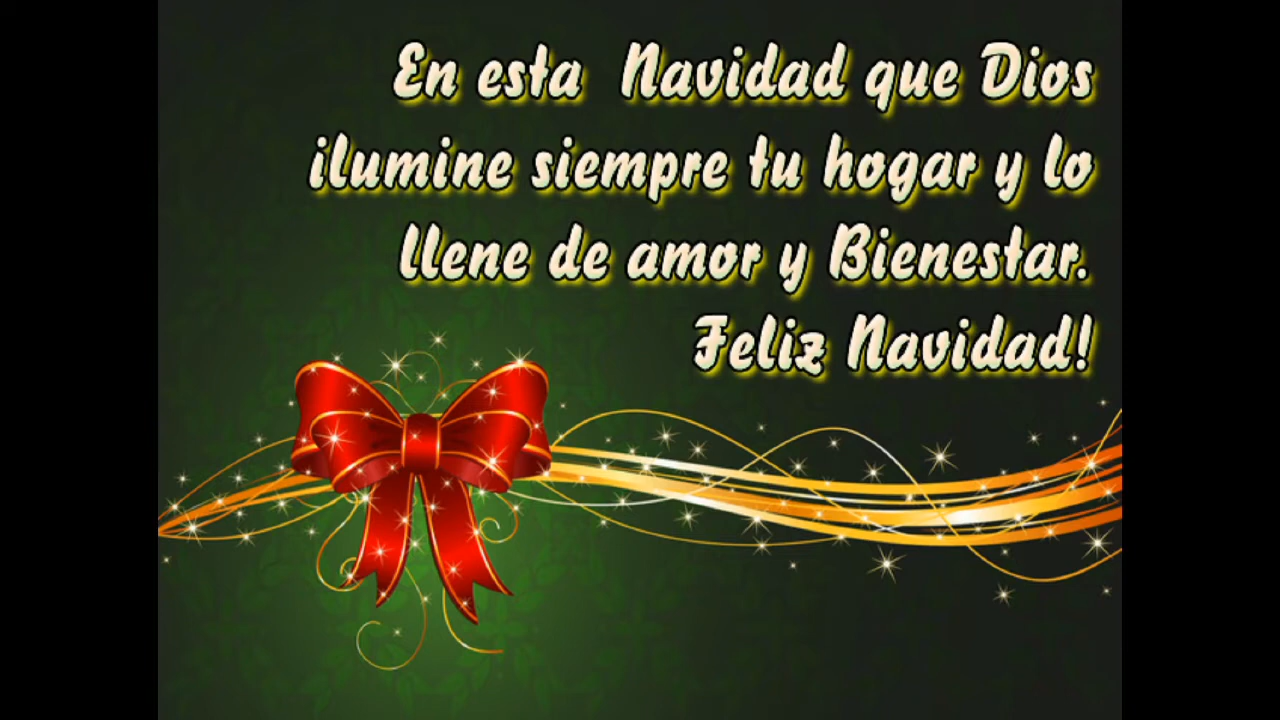 En esta Navidad que Dios
ilumine siempre tu hogar y lo
llene de amor y Bienestar.
Feliz Navidad!